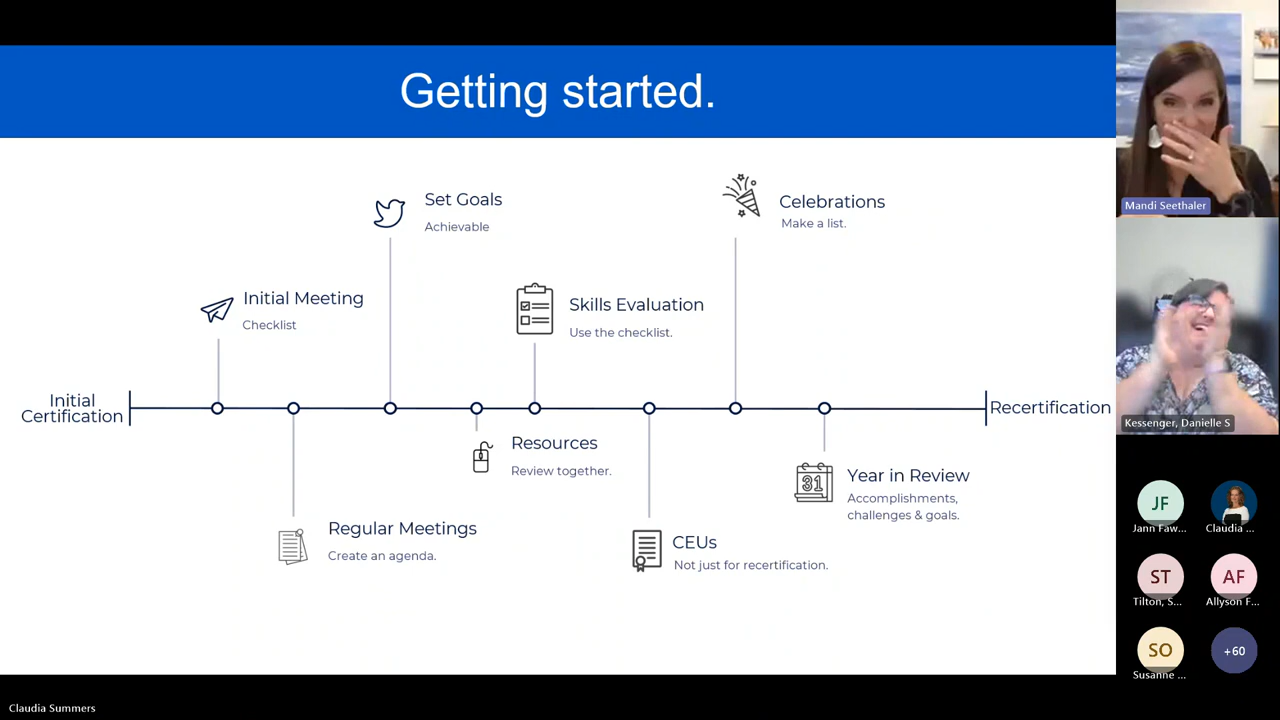 Getting started.
Set Goals
Achievable
Celebrations
Make a list.
Initial Meeting
Checklist
Skills Evaluation
Use the checklist.
Initial
Certification
Recertification
Resources
Review together.
31
Year in Review
Accomplishments,
challenges & goals.
Regular Meetings
Create an agenda.
CEUs
Not just for recertification.
Mandi Seethaler
Kessenger, Danielle S
JF
Jann Faw...
Claudia ...
ST
Tilton, S...
AF
Allyson F...
SO
Susanne ...
+60
Claudia Summers